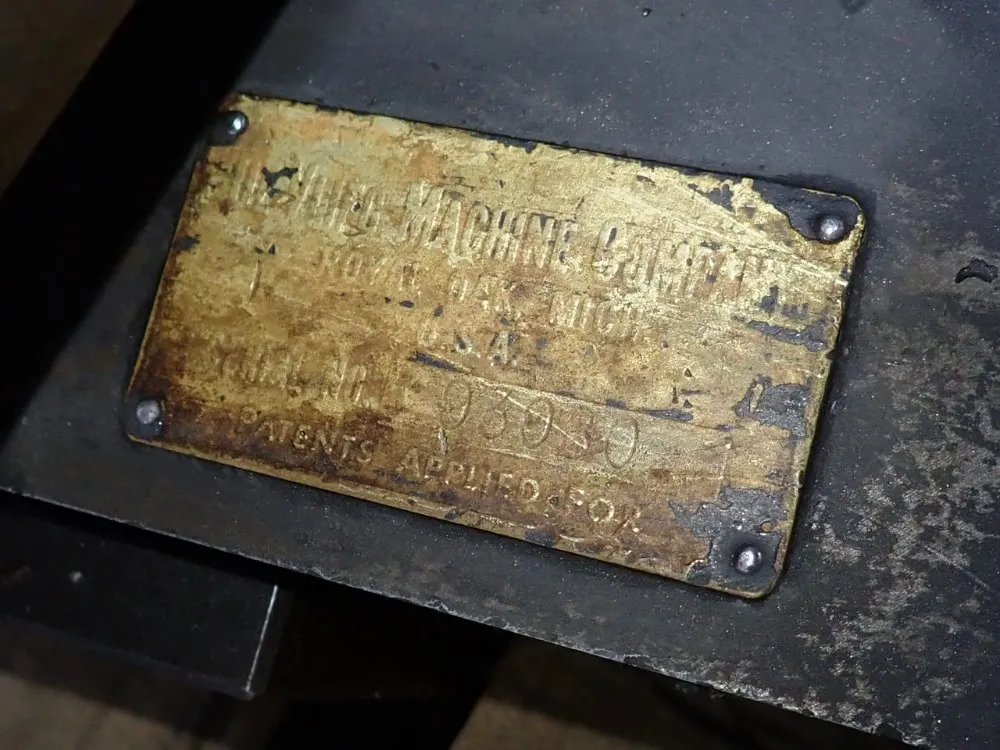 MACHINE COMPANY
ROYAL OAK, MICH.
U.S.A.
SERIAL No. 93030
PATENTS APPLIED FOR